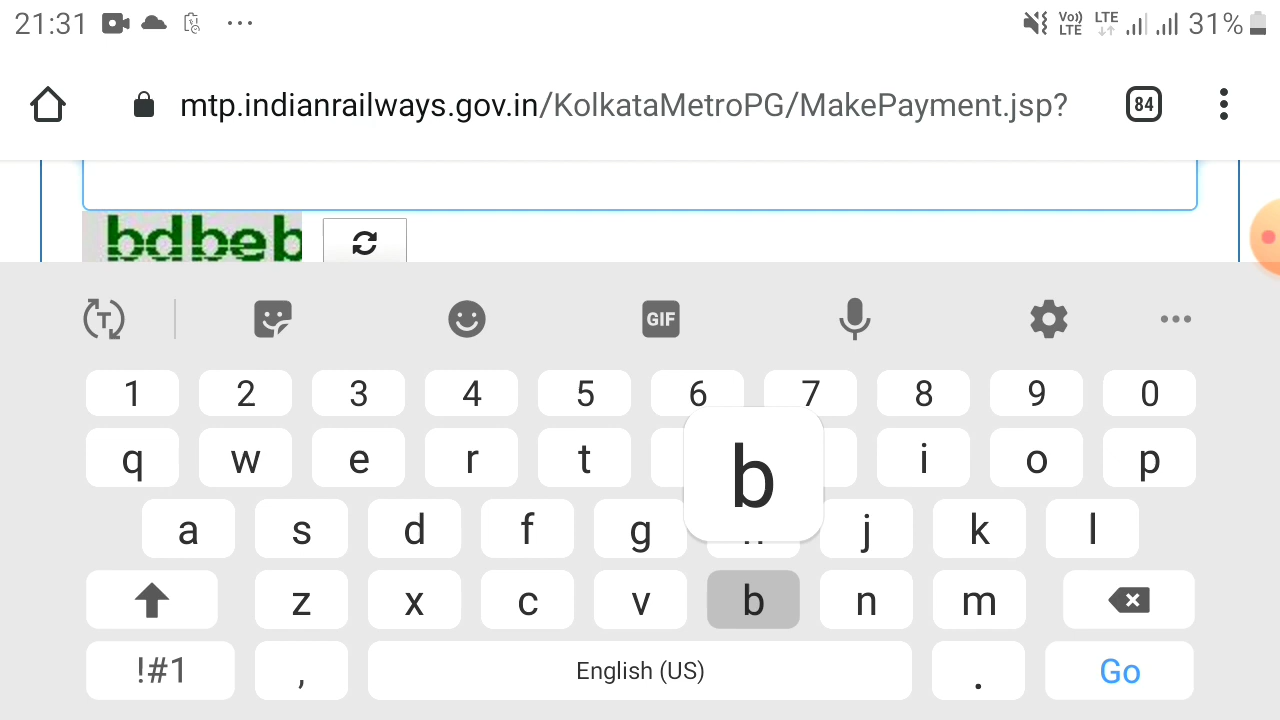 21:31 Vo)) LTE LTE 31%
mtp.indianrailways.gov.in/KolkataMetroPG/MakePayment.jsp? 84
bdbeb
T GIF
1 2 3 4 5 6 7 8 9 0
q w e r t i o p
b
a s d f g j k l
z x c v b n m
!#1 , English (US) . Go